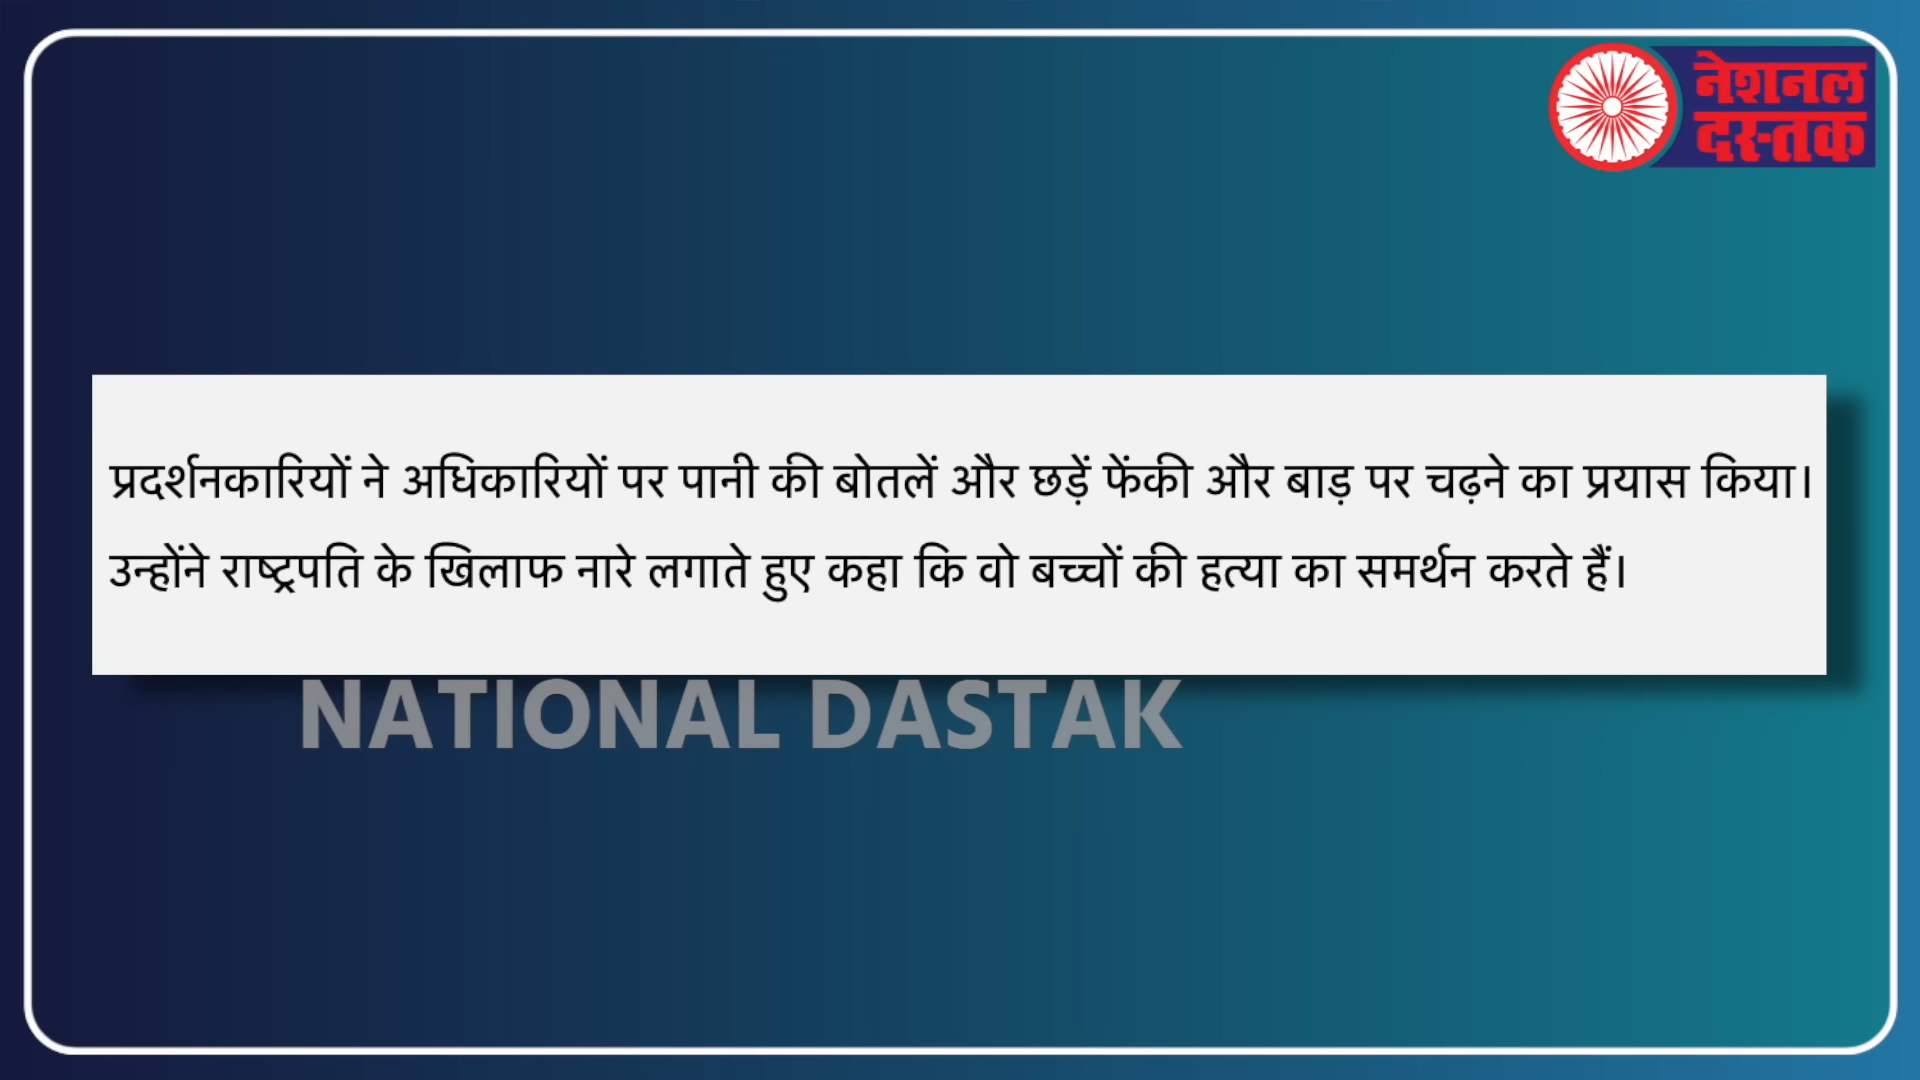 नेशनल
दस्तक
प्रदर्शनकारियों ने अधिकारियों पर पानी की बोतलें और छड़ें फेंकी और बाड़ पर चढ़ने का प्रयास किया।
उन्होंने राष्ट्रपति के खिलाफ नारे लगाते हुए कहा कि वो बच्चों की हत्या का समर्थन करते हैं।
NATIONAL DASTAK